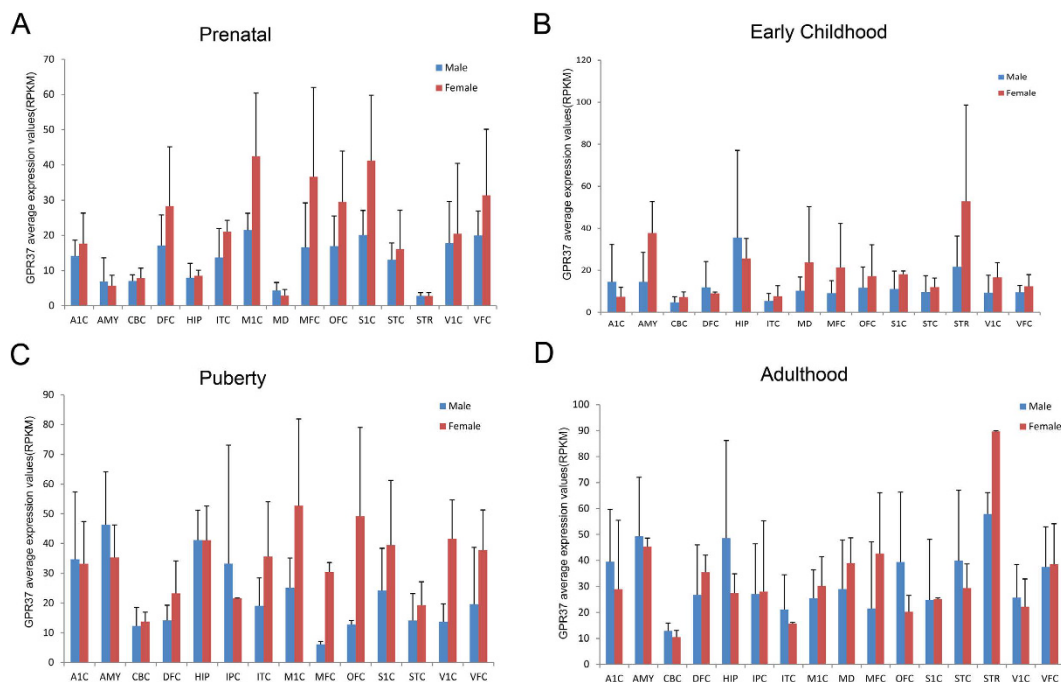 A
Prenatal
GPR37 average expression values(RPKM)
70
60
50
40
30
20
10
0
Male
Female
A1C AMY CBC DFC HIP ITC M1C MD MFC OFC S1C STC STR V1C VFC
B
Early Childhood
GPR37 average expression values(RPKM)
120
100
80
60
40
20
0
Male
Female
A1C AMY CBC DFC HIP ITC MD MFC OFC S1C STC STR V1C VFC
C
Puberty
GPR37 average expression values(RPKM)
90
80
70
60
50
40
30
20
10
0
Male
Female
A1C AMY CBC DFC HIP IPC ITC M1C MFC OFC S1C STC V1C VFC
D
Adulthood
GPR37 average expression values(RPKM)
100
90
80
70
60
50
40
30
20
10
0
Male
Female
A1C AMY CBC DFC HIP IPC ITC M1C MD MFC OFC S1C STC STR V1C VFC